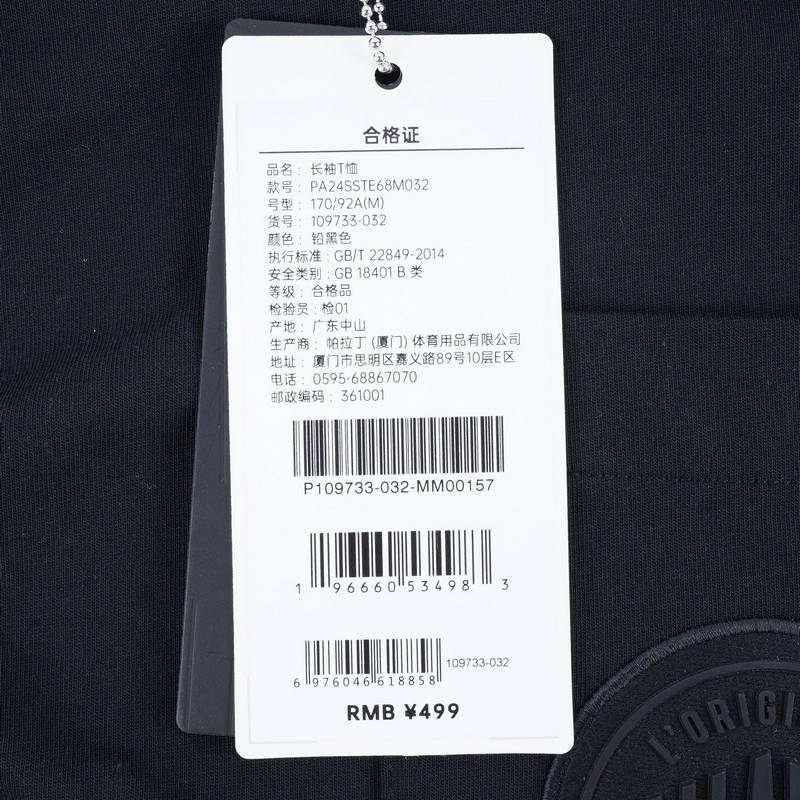 合格证
品名：长袖T恤
款号：PA24SSTE68M032
号型：170/92A(M)
货号：109733-032
颜色：铅黑色
执行标准：GB/T 22849-2014
安全类别：GB 18401 B 类
等级：合格品
检验员：检01
产地：广东中山
生产商：帕拉丁(厦门)体育用品有限公司
地址：厦门市思明区嘉义路89号10层E区
电话：0595-68867070
邮政编码：361001
P109733-032-MM00157
1 96660 53498 3
109733-032
6 976046 618858
RMB ¥499
L'ORIGI